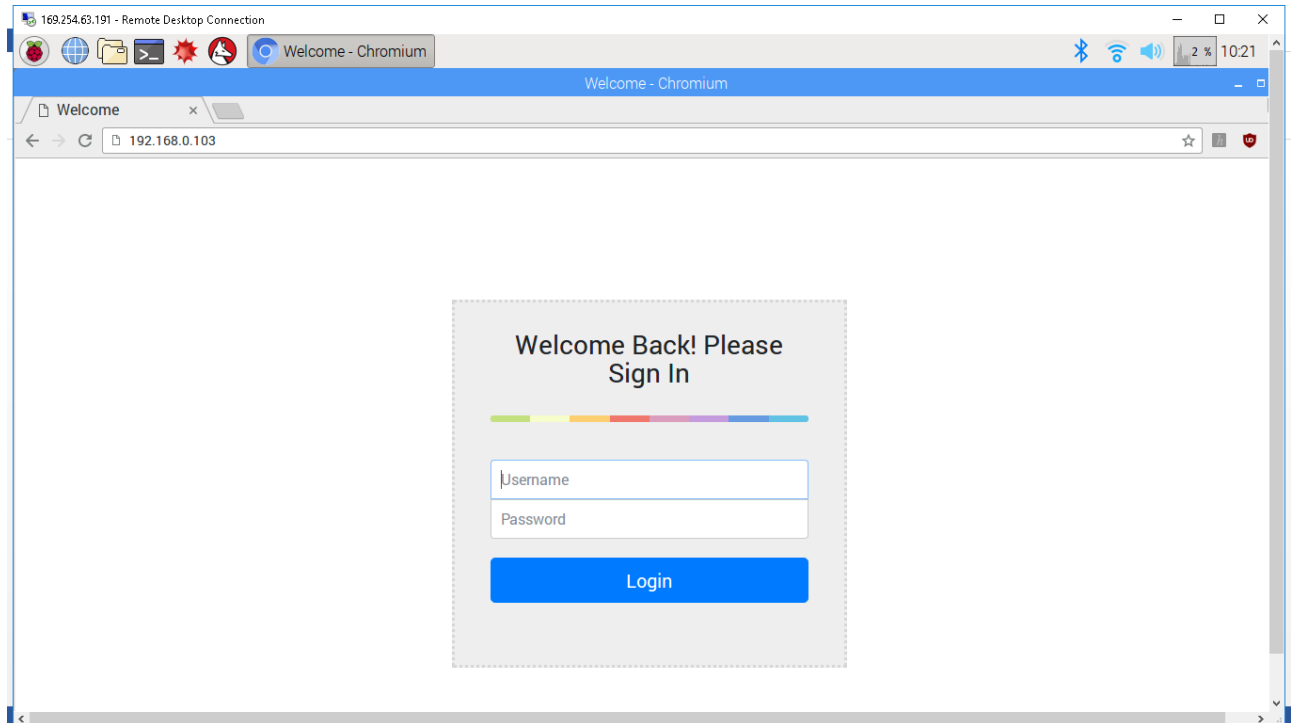 169.254.63.191 - Remote Desktop Connection
Welcome - Chromium
2 %
10:21
Welcome - Chromium
Welcome
192.168.0.103
Welcome Back! Please
Sign In
Username
Password
Login